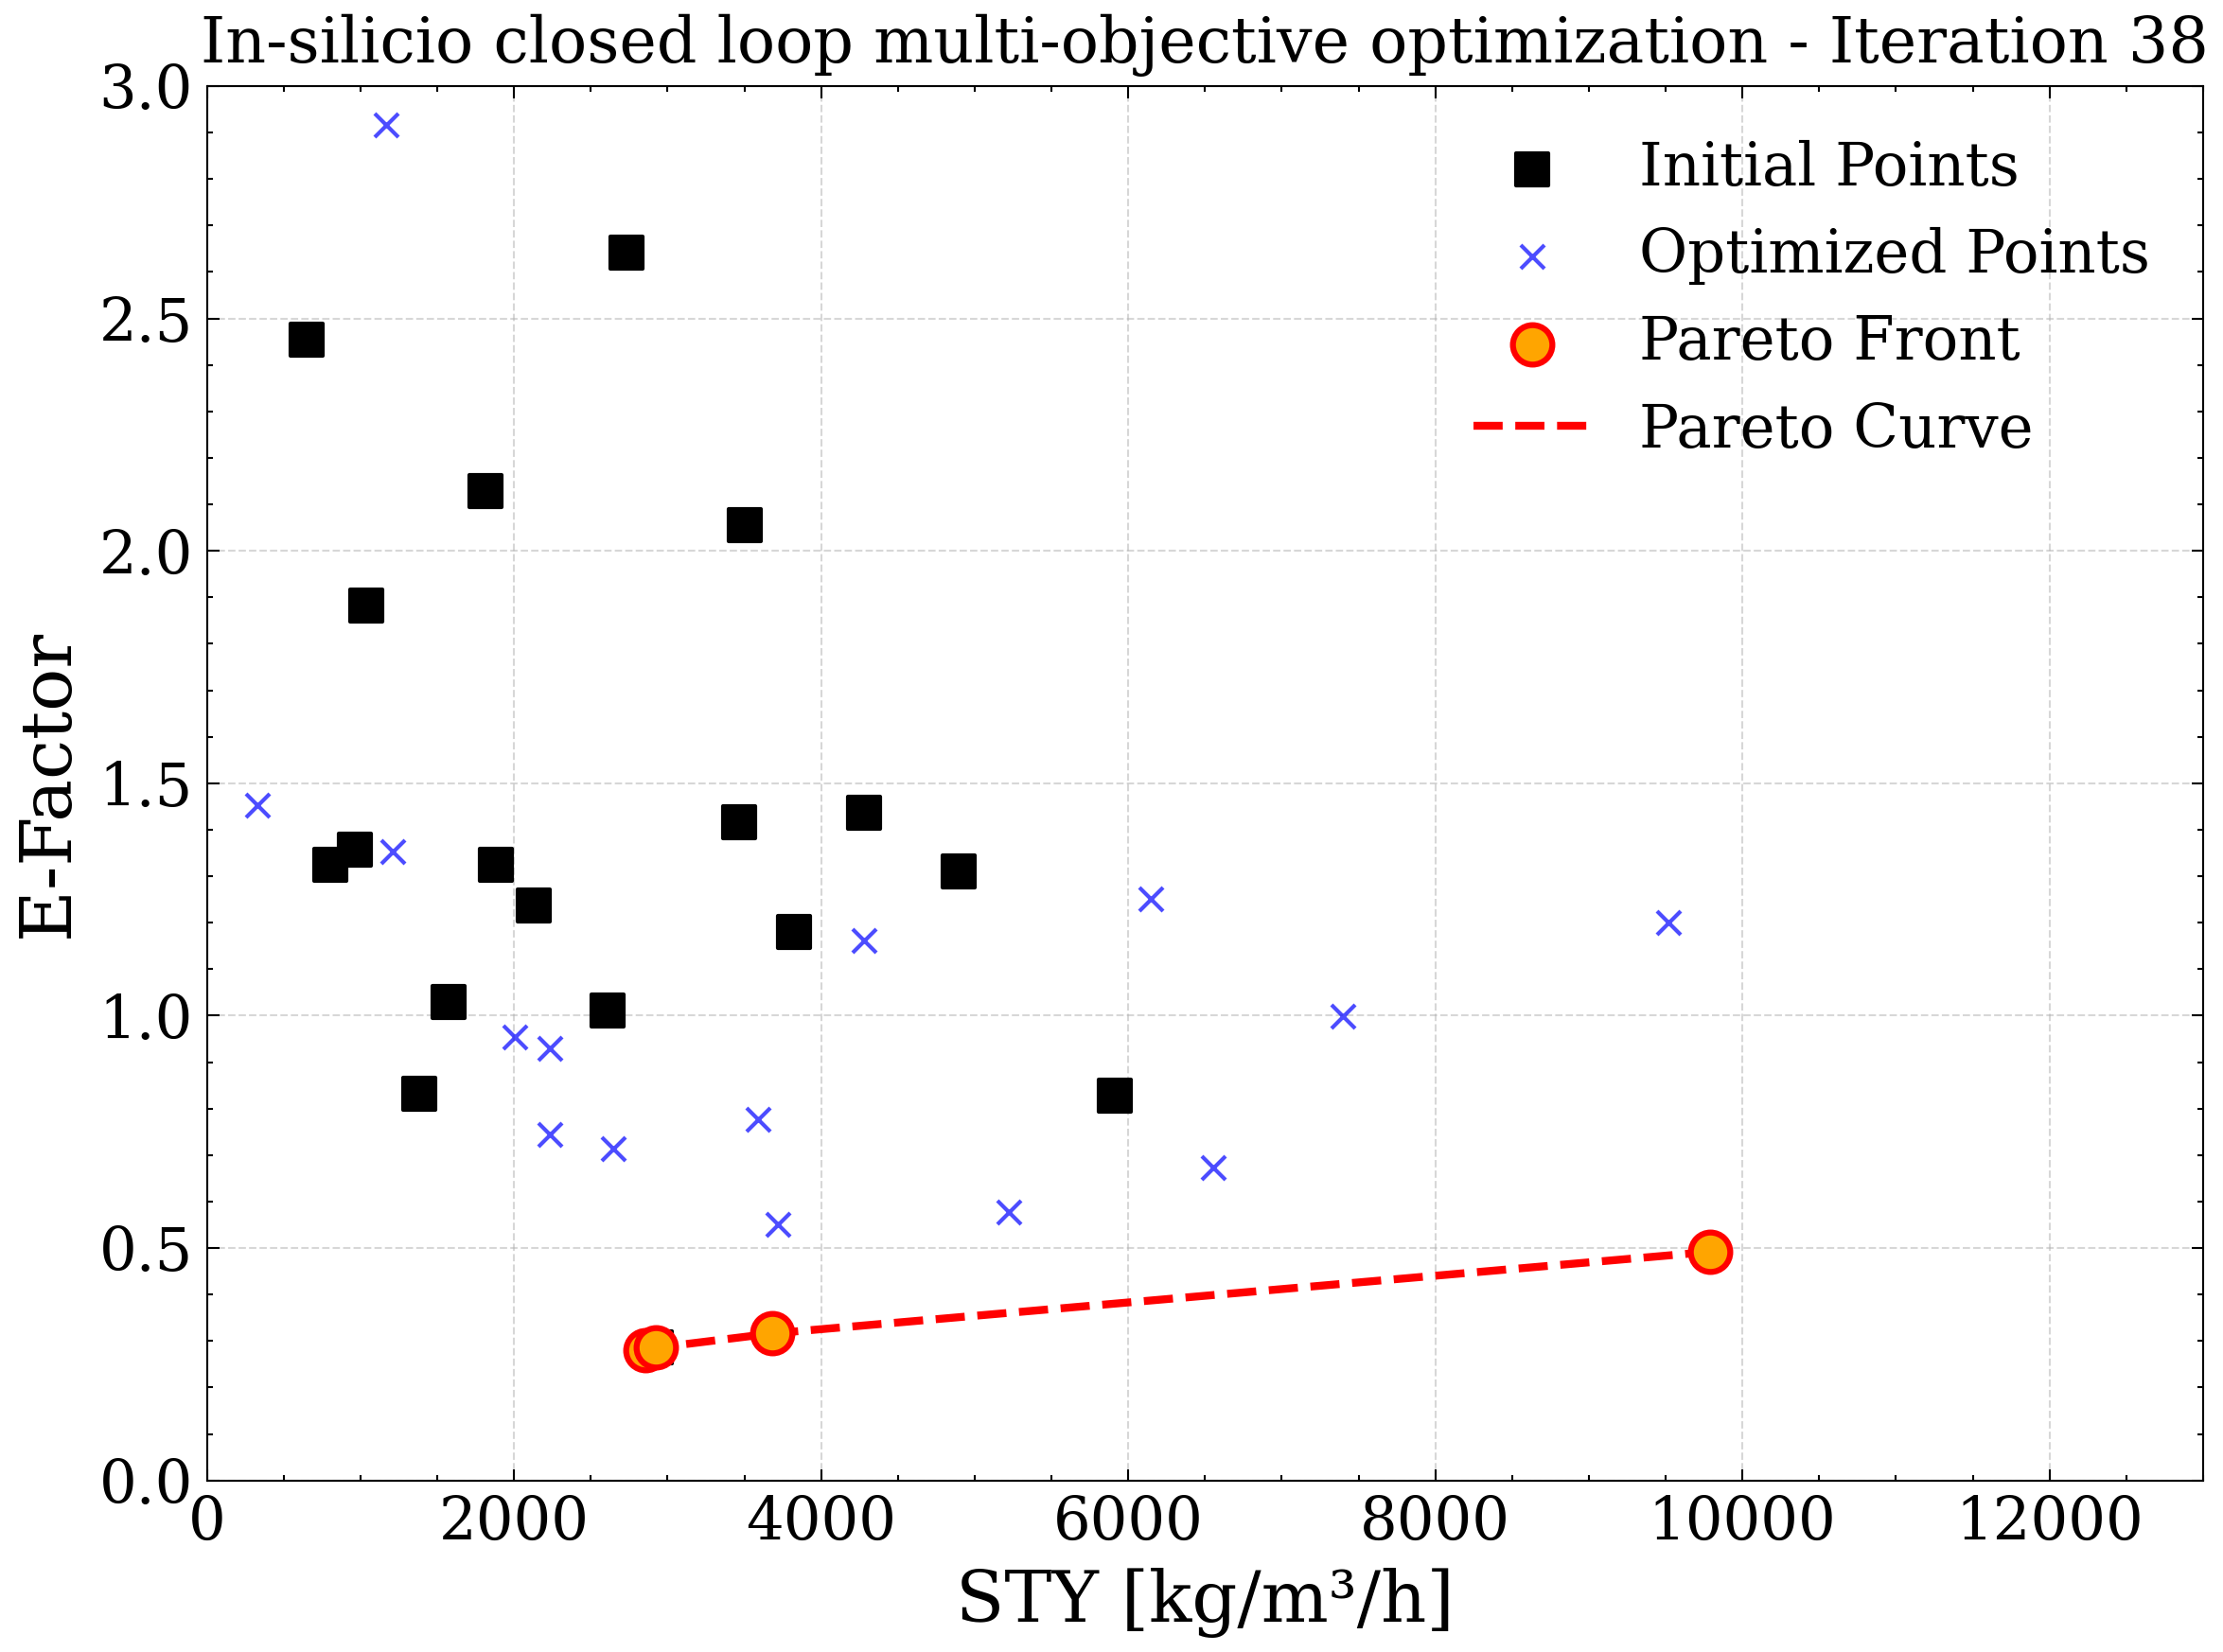 In-silicio closed loop multi-objective optimization - Iteration 38
3.0
2.5
2.0
1.5
1.0
0.5
0.0
E-Factor
Initial Points
Optimized Points
Pareto Front
Pareto Curve
0 2000 4000 6000 8000 10000 12000
STY [kg/m³/h]